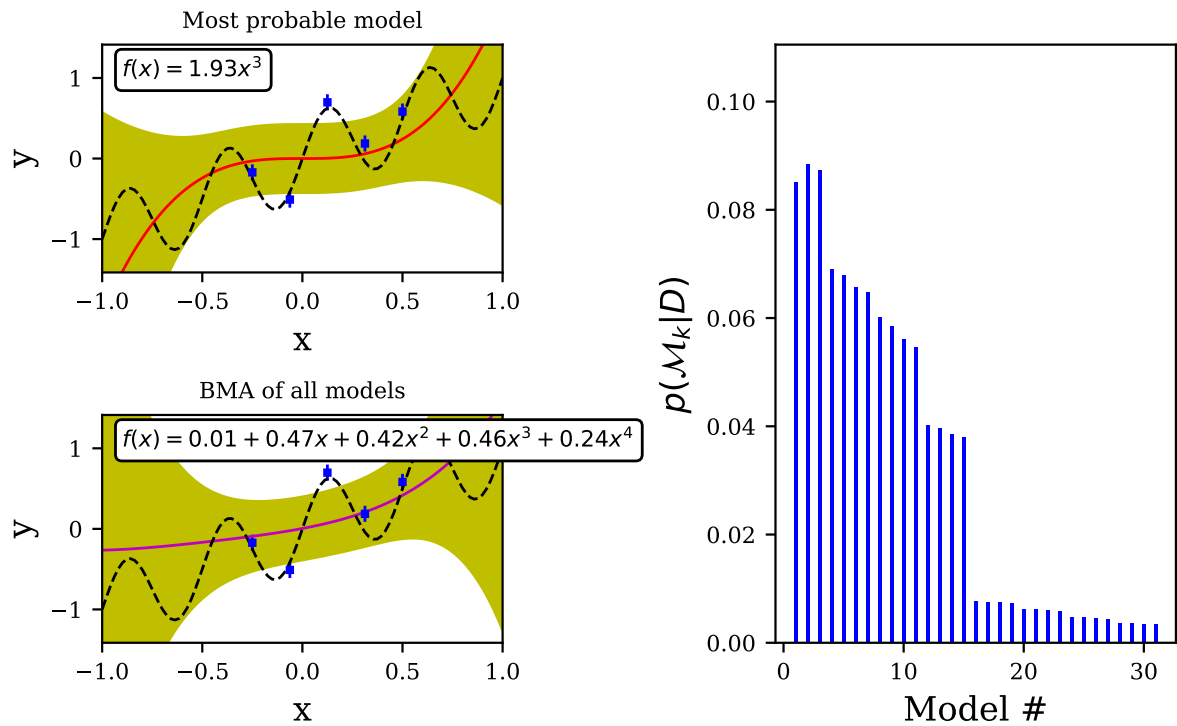 Most probable model
f(x) = 1.93x³
y
1
0
−1
−1.0 −0.5 0.0 0.5 1.0
x
BMA of all models
f(x) = 0.01 + 0.47x + 0.42x² + 0.46x³ + 0.24x⁴
y
1
0
−1
−1.0 −0.5 0.0 0.5 1.0
x
p(ℳₖ|D)
0.10
0.08
0.06
0.04
0.02
0.00
0 10 20 30
Model #